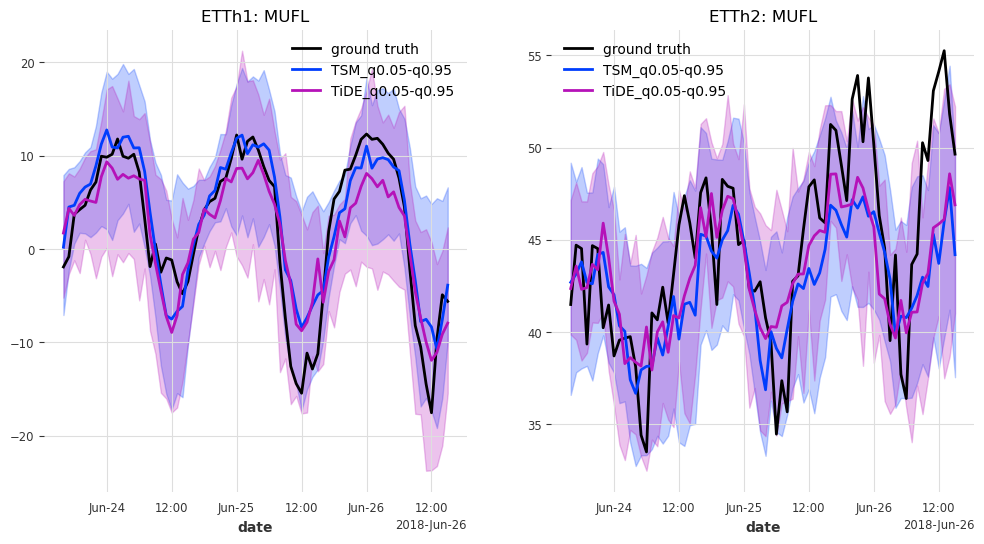 ETTh1: MUFL
ground truth
TSM_q0.05-q0.95
TiDE_q0.05-q0.95
20
10
0
−10
−20
Jun-24
12:00
Jun-25
12:00
Jun-26
12:00
date
2018-Jun-26
ETTh2: MUFL
ground truth
TSM_q0.05-q0.95
TiDE_q0.05-q0.95
55
50
45
40
35
Jun-24
12:00
Jun-25
12:00
Jun-26
12:00
date
2018-Jun-26